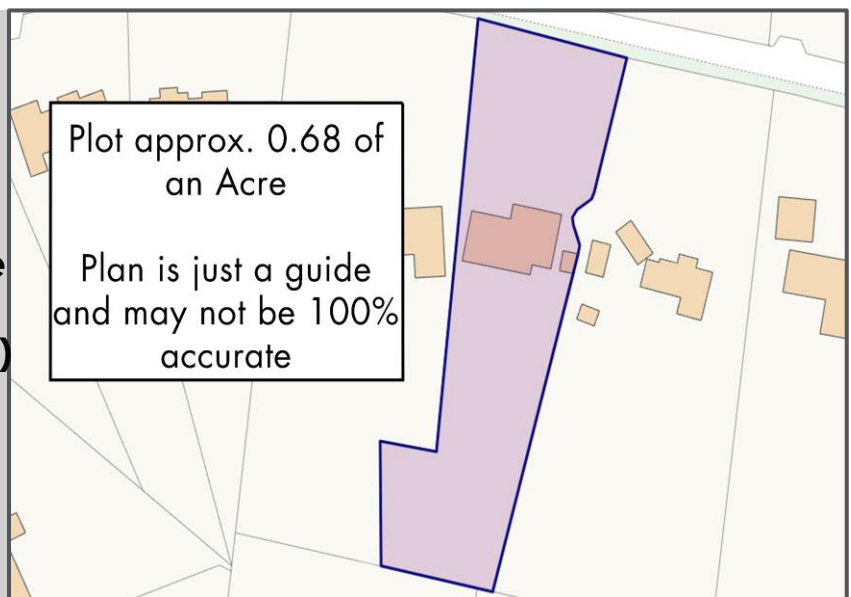 Plot approx. 0.68 of
an Acre
Plan is just a guide
and may not be 100%
accurate
e
)